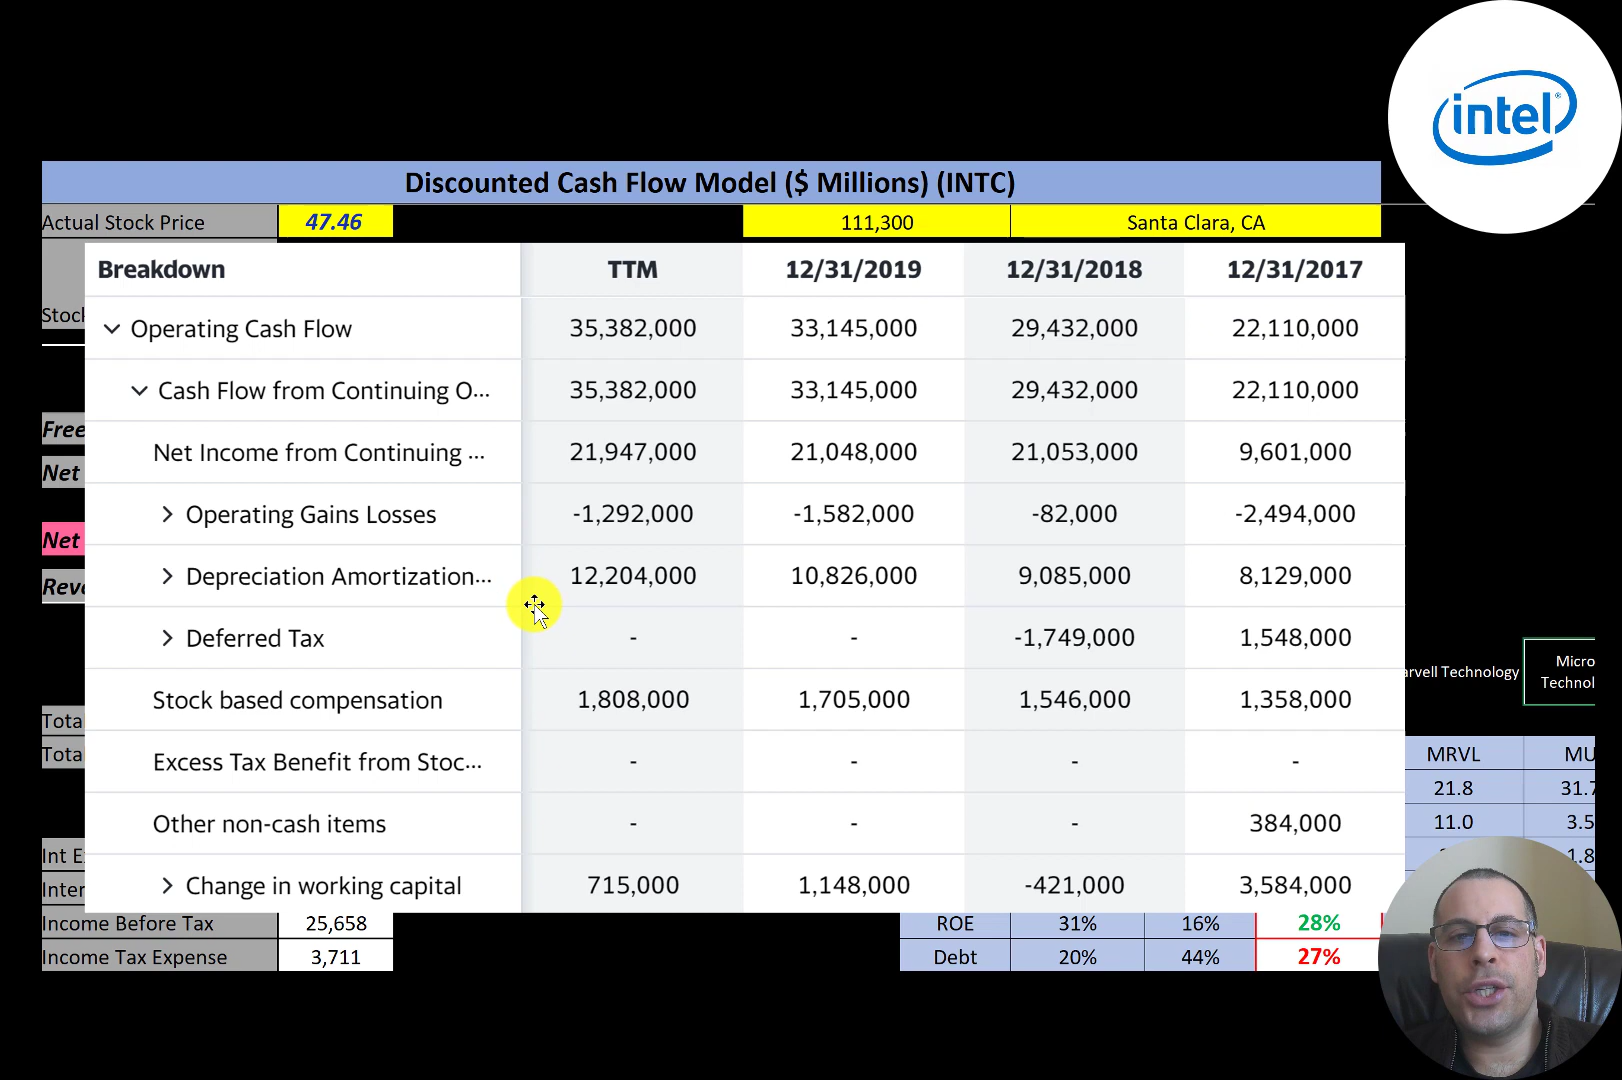 intel
Discounted Cash Flow Model ($ Millions) (INTC)
Actual Stock Price 47.46 111,300 Santa Clara, CA
Breakdown TTM 12/31/2019 12/31/2018 12/31/2017
Operating Cash Flow 35,382,000 33,145,000 29,432,000 22,110,000
Cash Flow from Continuing O... 35,382,000 33,145,000 29,432,000 22,110,000
Free
Net Income from Continuing ... 21,947,000 21,048,000 21,053,000 9,601,000
Net
Operating Gains Losses -1,292,000 -1,582,000 -82,000 -2,494,000
Net
Depreciation Amortization... 12,204,000 10,826,000 9,085,000 8,129,000
Deferred Tax - - -1,749,000 1,548,000
arvell Technology Micro
Technol
Stock based compensation 1,808,000 1,705,000 1,546,000 1,358,000
Tota
Tota
MRVL MU
Excess Tax Benefit from Stoc... - - - -
21.8 31.7
Other non-cash items - - - 384,000
11.0 3.5
Int E
1.8
Change in working capital 715,000 1,148,000 -421,000 3,584,000
Inter
Income Before Tax 25,658 ROE 31% 16% 28%
Income Tax Expense 3,711 Debt 20% 44% 27%